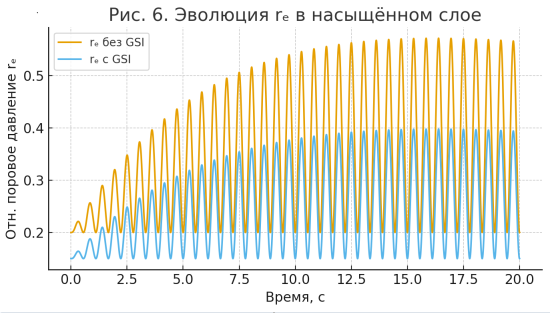 Рис. 6. Эволюция rₑ в насыщённом слое
rₑ без GSI
rₑ с GSI
Отн. поровое давление rₑ
0.5
0.4
0.3
0.2
0.0 2.5 5.0 7.5 10.0 12.5 15.0 17.5 20.0
Время, с